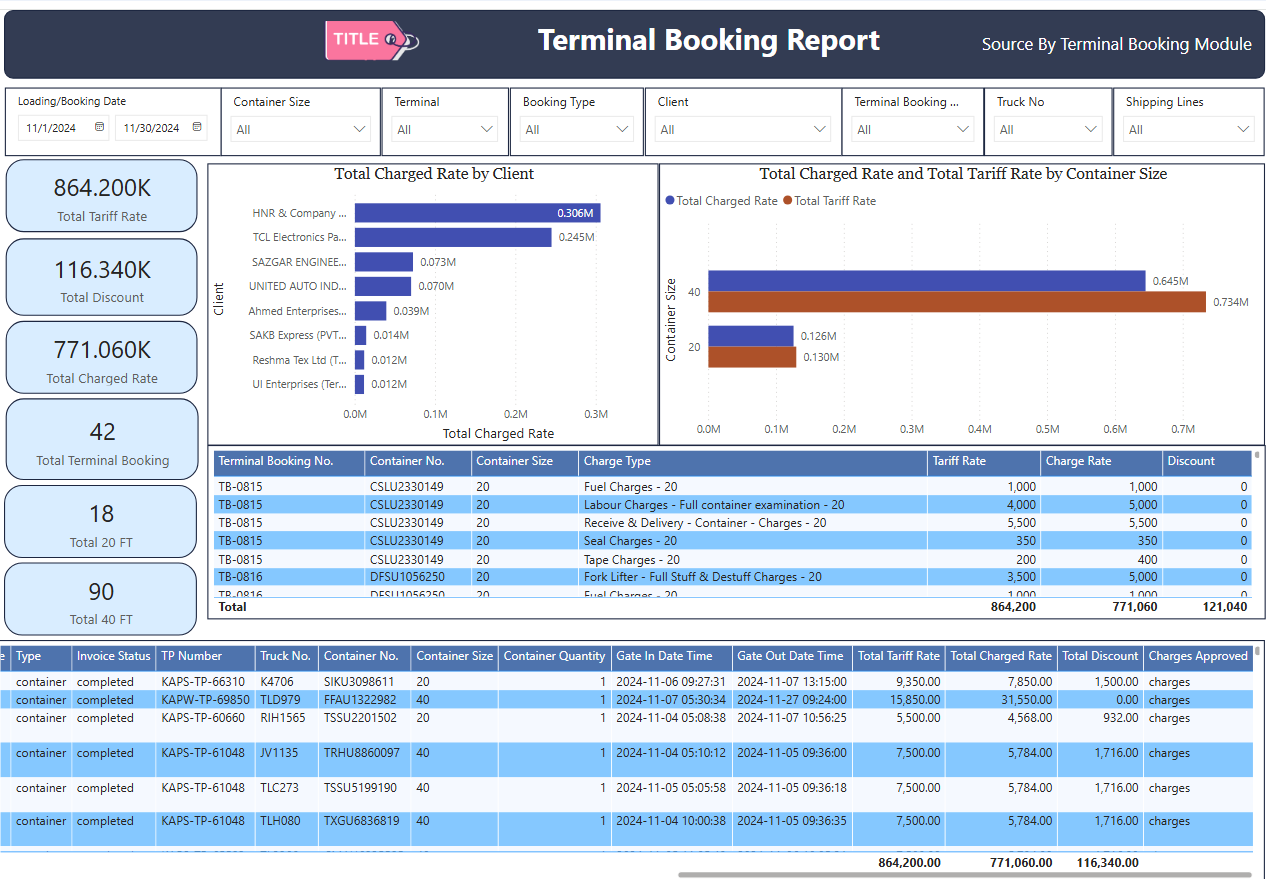 TITLE
Terminal Booking Report
Source By Terminal Booking Module
Loading/Booking Date
11/1/2024 11/30/2024
Container Size
All
Terminal
All
Booking Type
All
Client
All
Terminal Booking ...
All
Truck No
All
Shipping Lines
All
864.200K
Total Tariff Rate
116.340K
Total Discount
771.060K
Total Charged Rate
42
Total Terminal Booking
18
Total 20 FT
90
Total 40 FT
Total Charged Rate by Client
Client
HNR & Company ... 0.306M
TCL Electronics Pa... 0.245M
SAZGAR ENGINEE... 0.073M
UNITED AUTO IND... 0.070M
Ahmed Enterprises... 0.039M
SAKB Express (PVT... 0.014M
Reshma Tex Ltd (T... 0.012M
UI Enterprises (Ter... 0.012M
0.0M 0.1M 0.2M 0.3M
Total Charged Rate
Total Charged Rate and Total Tariff Rate by Container Size
Total Charged Rate Total Tariff Rate
Container Size
40 0.645M
0.734M
20 0.126M
0.130M
0.0M 0.1M 0.2M 0.3M 0.4M 0.5M 0.6M 0.7M
Terminal Booking No. Container No. Container Size Charge Type Tariff Rate Charge Rate Discount
TB-0815 CSLU2330149 20 Fuel Charges - 20 1,000 1,000 0
TB-0815 CSLU2330149 20 Labour Charges - Full container examination - 20 4,000 5,000 0
TB-0815 CSLU2330149 20 Receive & Delivery - Container - Charges - 20 5,500 5,500 0
TB-0815 CSLU2330149 20 Seal Charges - 20 350 350 0
TB-0815 CSLU2330149 20 Tape Charges - 20 200 400 0
TB-0816 DFSU1056250 20 Fork Lifter - Full Stuff & Destuff Charges - 20 3,500 5,000 0
TB-0816 DFSU1056250 20 Fuel Charges - 20 1,000 1,000 0
Total 864,200 771,060 121,040
e Type Invoice Status TP Number Truck No. Container No. Container Size Container Quantity Gate In Date Time Gate Out Date Time Total Tariff Rate Total Charged Rate Total Discount Charges Approved
container completed KAPS-TP-66310 K4706 SIKU3098611 20 1 2024-11-06 09:27:31 2024-11-07 13:15:00 9,350.00 7,850.00 1,500.00 charges
container completed KAPW-TP-69850 TLD979 FFAU1322982 40 1 2024-11-07 05:30:34 2024-11-27 09:24:00 15,850.00 31,550.00 0.00 charges
container completed KAPS-TP-60660 RIH1565 TSSU2201502 20 1 2024-11-04 05:08:38 2024-11-07 10:56:25 5,500.00 4,568.00 932.00 charges
container completed KAPS-TP-61048 JV1135 TRHU8860097 40 1 2024-11-04 05:10:12 2024-11-05 09:36:00 7,500.00 5,784.00 1,716.00 charges
container completed KAPS-TP-61048 TLC273 TSSU5199190 40 1 2024-11-05 05:05:58 2024-11-05 09:36:18 7,500.00 5,784.00 1,716.00 charges
container completed KAPS-TP-61048 TLH080 TXGU6836819 40 1 2024-11-04 10:00:38 2024-11-05 09:36:35 7,500.00 5,784.00 1,716.00 charges
864,200.00 771,060.00 116,340.00